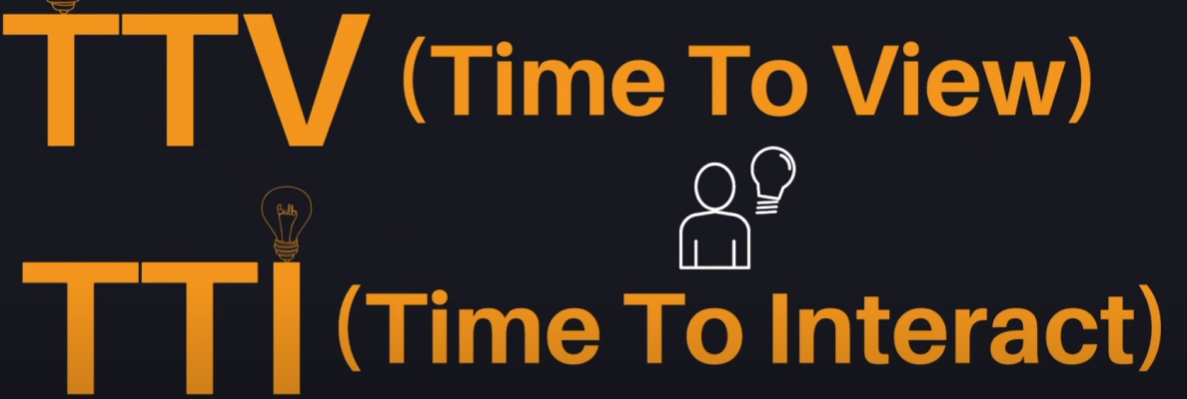 TTV (Time To View)
TTI (Time To Interact)